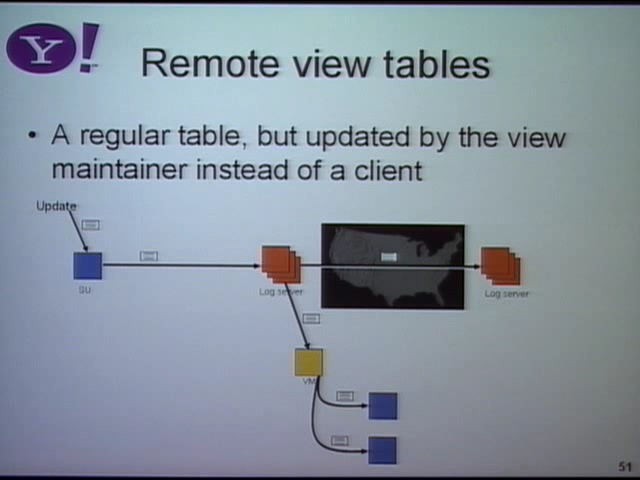 Y!
Remote view tables
• A regular table, but updated by the view
maintainer instead of a client
Update
SU
Log server
Log server
VM
51